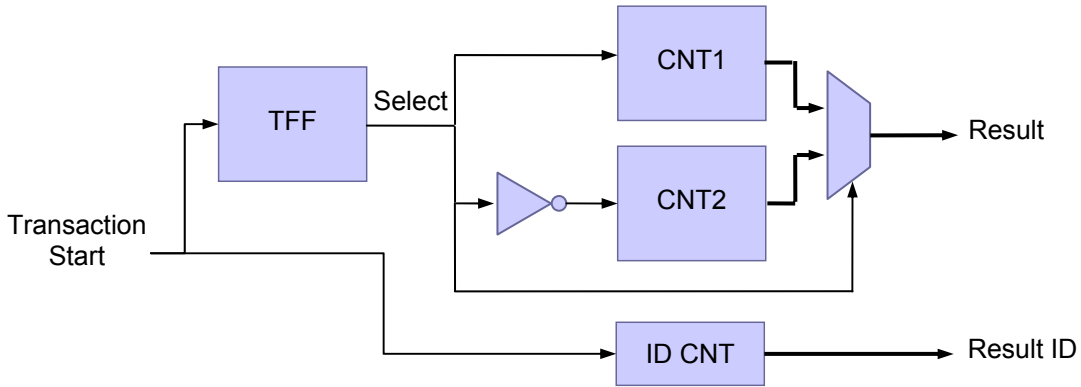 CNT1
TFF
Select
Result
CNT2
Transaction
Start
ID CNT
Result ID